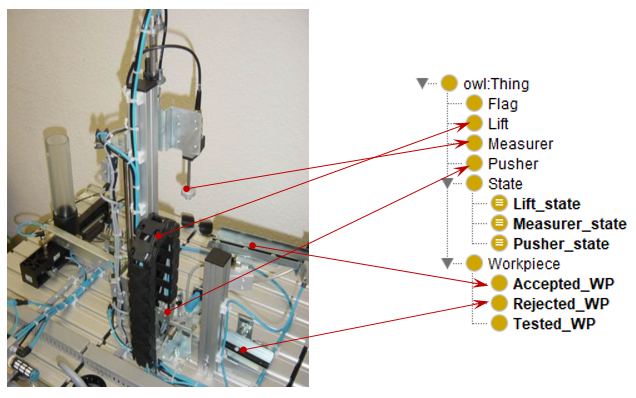 owl:Thing
Flag
Lift
Measurer
Pusher
State
Lift_state
Measurer_state
Pusher_state
Workpiece
Accepted_WP
Rejected_WP
Tested_WP